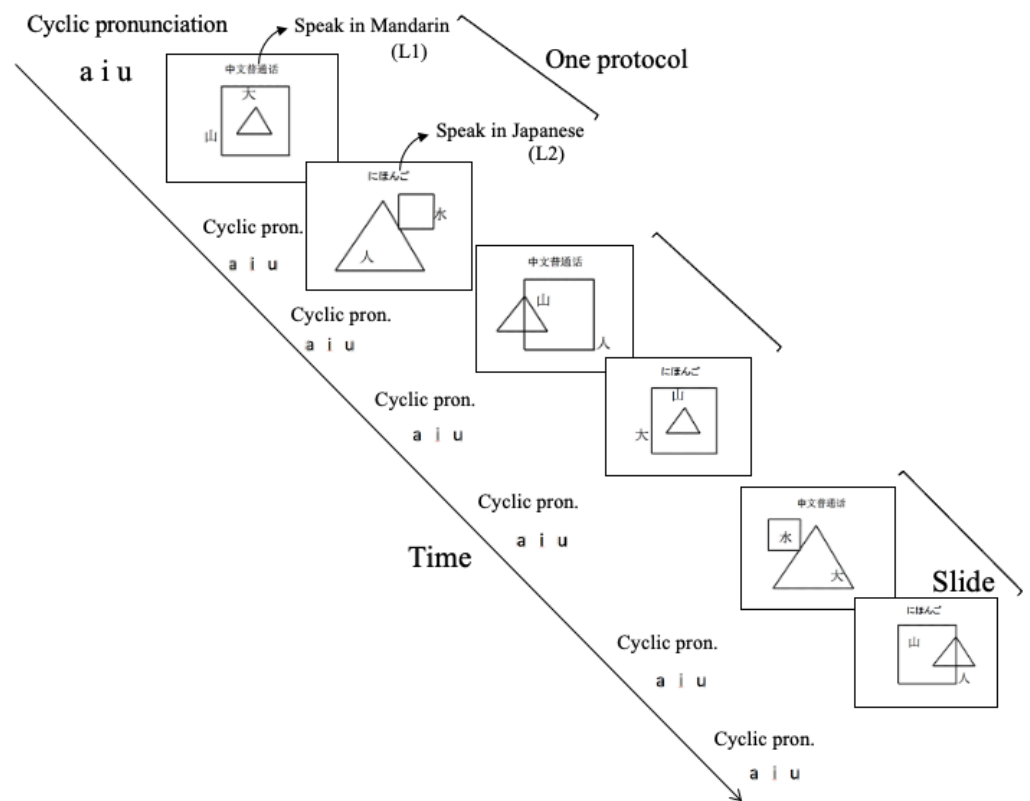 Cyclic pronunciation
a i u
Speak in Mandarin
(L1)
One protocol
中文普通话
大
山
Speak in Japanese
(L2)
にほんご
水
人
Cyclic pron.
a i u
中文普通话
山
人
Cyclic pron.
a i u
にほんご
山
大
Cyclic pron.
a i u
中文普通话
水
大
Cyclic pron.
a i u
Time
Slide
にほんご
山
人
Cyclic pron.
a i u
Cyclic pron.
a i u